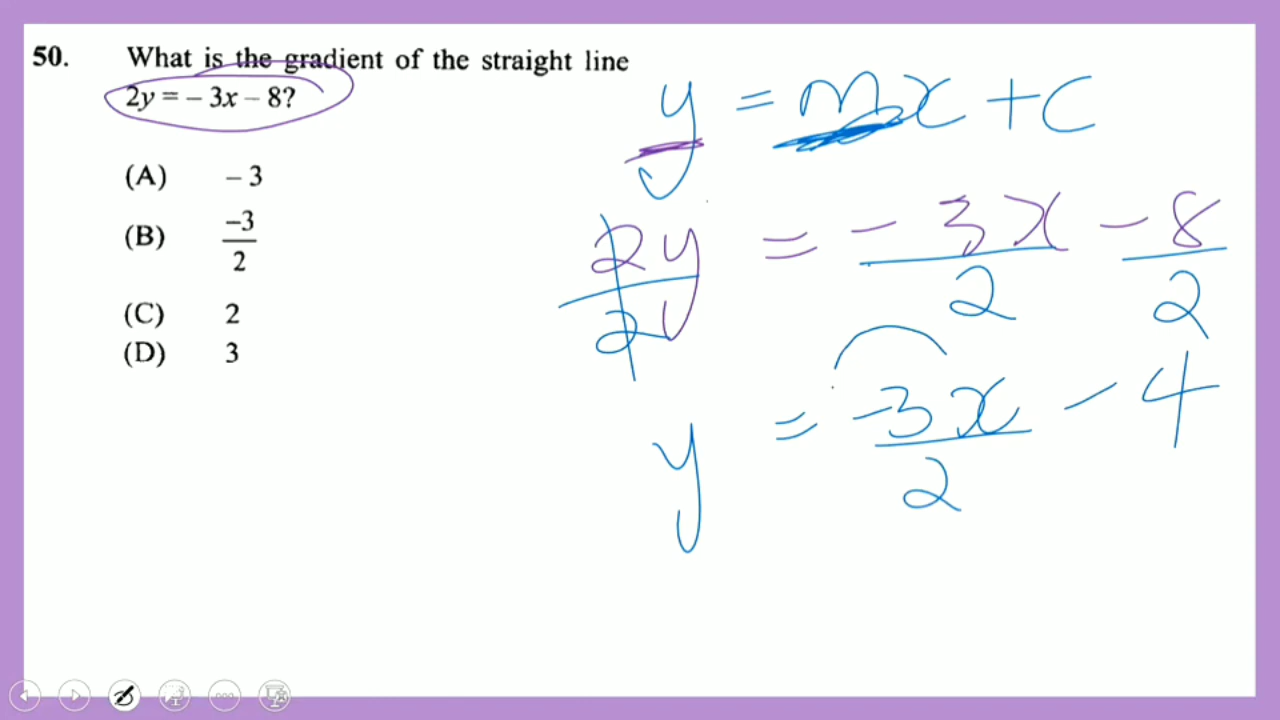 50. What is the gradient of the straight line
2y = – 3x – 8?
(A) – 3
(B) –3
2
(C) 2
(D) 3
y = mx + c
2y = – 3x – 8
2 2 2
y = –3x – 4
2